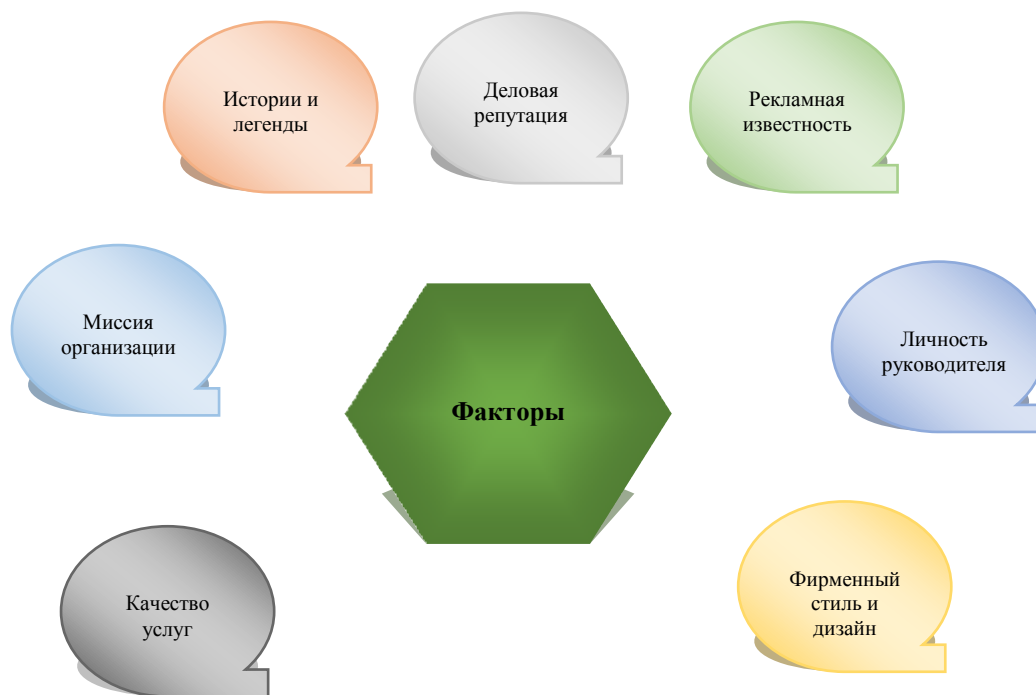 Истории и
легенды
Деловая
репутация
Рекламная
известность
Миссия
организации
Личность
руководителя
Факторы
Качество
услуг
Фирменный
стиль и
дизайн